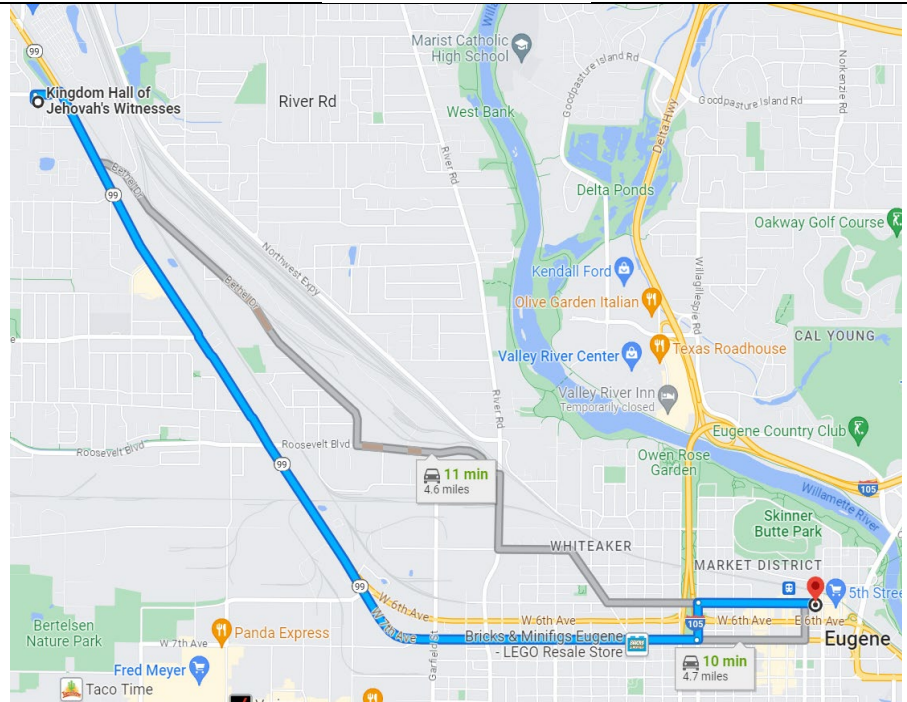 99
Marist Catholic
High School
Kingdom Hall of
Jehovah's Witnesses
River Rd
West Bank
Goodpasture Island Rd
Goodpasture Island Rd
Norkenzie Rd
Delta Hwy
River Rd
99
Delta Ponds
Oakway Golf Course
Northwest Expy
Willagillespie Rd
Kendall Ford
Olive Garden Italian
CAL YOUNG
Valley River Center
Texas Roadhouse
Valley River Inn
Temporarily closed
River Rd
Eugene Country Club
Roosevelt Blvd
Roosevelt Blvd
Owen Rose
Garden
99
11 min
4.6 miles
105
Willamette River
Skinner
Butte Park
WHITEAKER
MARKET DISTRICT
99
W 6th Ave
5th Stree
Bertelsen
Nature Park
W 7th Ave
Panda Express
W 7th Ave
Garfield St
W 6th Ave
105
W 6th Ave
E 6th Ave
Eugene
Bricks & Minifigs Eugene
- LEGO Resale Store
Fred Meyer
10 min
4.7 miles
Taco Time